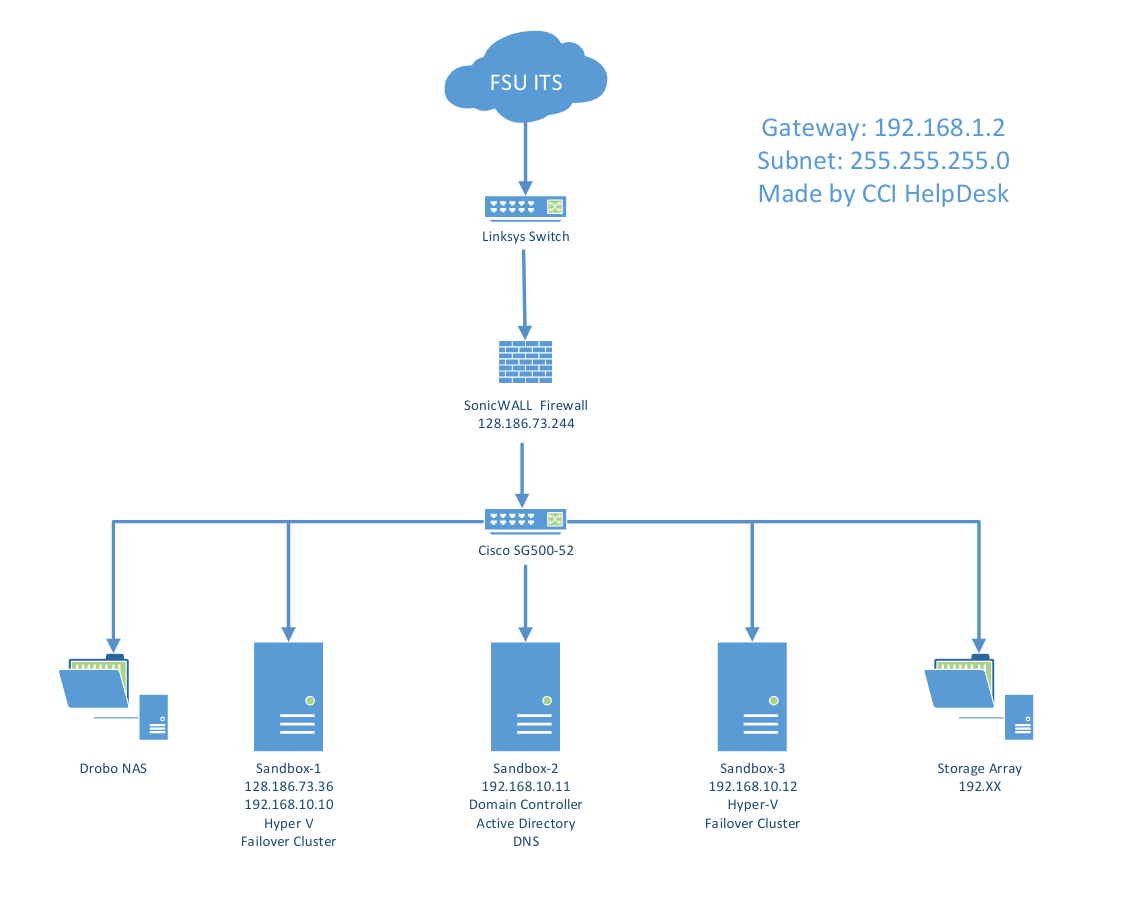 FSU ITS
Gateway: 192.168.1.2
Subnet: 255.255.255.0
Made by CCI HelpDesk
Linksys Switch
SonicWALL  Firewall
128.186.73.244
Cisco SG500-52
Drobo NAS
Sandbox-1
128.186.73.36
192.168.10.10
Hyper V
Failover Cluster
Sandbox-2
192.168.10.11
Domain Controller
Active Directory
DNS
Sandbox-3
192.168.10.12
Hyper-V
Failover Cluster
Storage Array
192.XX